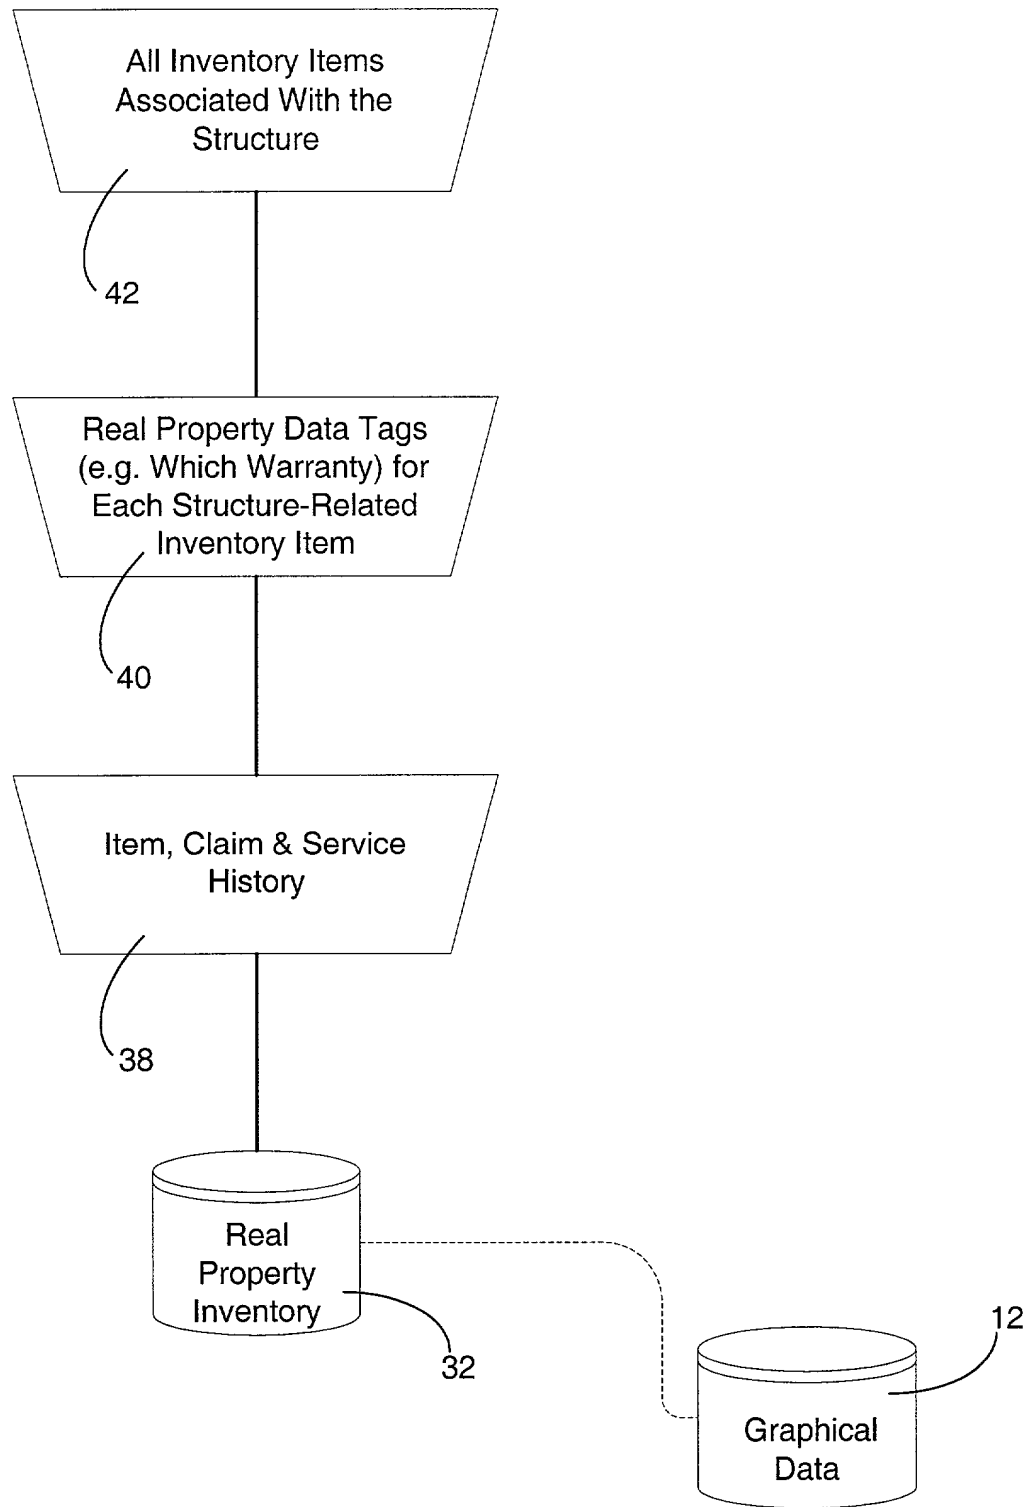 All Inventory Items
Associated With the
Structure
42
Real Property Data Tags
(e.g. Which Warranty) for
Each Structure-Related
Inventory Item
40
Item, Claim & Service
History
38
Real
Property
Inventory
32
12
Graphical
Data